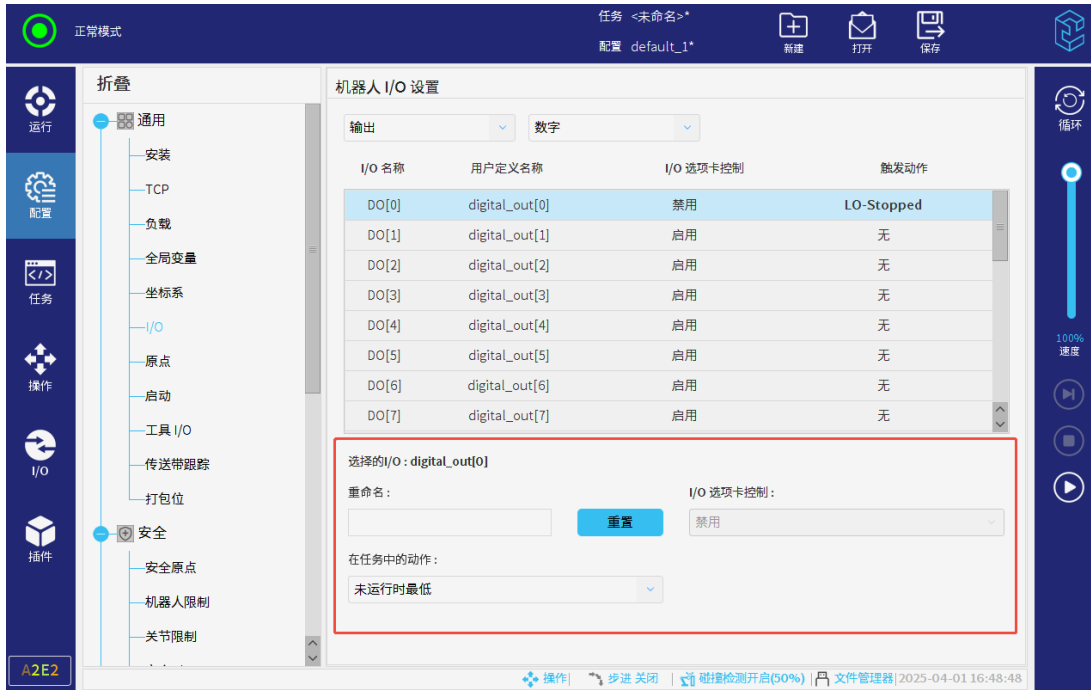 正常模式
任务 <未命名>*
配置 default_1*
新建
打开
保存
运行
配置
任务
操作
I/O
插件
A2E2
折叠
通用
安装
TCP
负载
全局变量
坐标系
I/O
原点
启动
工具 I/O
传送带跟踪
打包位
安全
安全原点
机器人限制
关节限制
机器人 I/O 设置
输出 数字
I/O 名称 用户定义名称 I/O 选项卡控制 触发动作
DO[0] digital_out[0] 禁用 LO-Stopped
DO[1] digital_out[1] 启用 无
DO[2] digital_out[2] 启用 无
DO[3] digital_out[3] 启用 无
DO[4] digital_out[4] 启用 无
DO[5] digital_out[5] 启用 无
DO[6] digital_out[6] 启用 无
DO[7] digital_out[7] 启用 无
选择的I/O : digital_out[0]
重命名 : I/O 选项卡控制 :
重置 禁用
在任务中的动作 :
未运行时最低
循环
100%
速度
操作 | 步进 关闭 | 碰撞检测开启(50%) | 文件管理器 | 2025-04-01 16:48:48